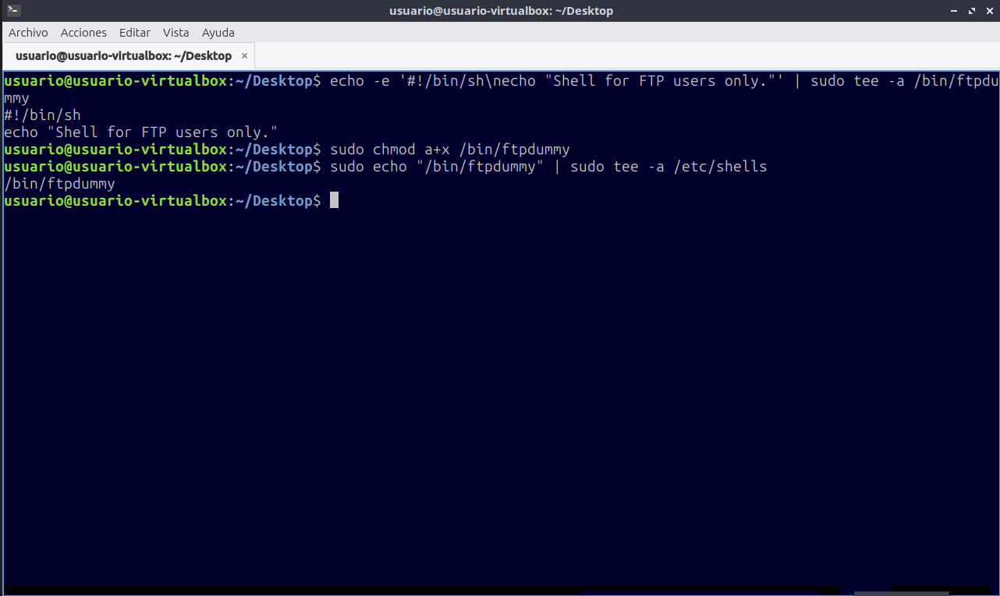 usuario@usuario-virtualbox: ~/Desktop
Archivo Acciones Editar Vista Ayuda
usuario@usuario-virtualbox: ~/Desktop ×
usuario@usuario-virtualbox:~/Desktop$ echo -e '#!/bin/sh\necho "Shell for FTP users only."' | sudo tee -a /bin/ftpdu
mmy
#!/bin/sh
echo "Shell for FTP users only."
usuario@usuario-virtualbox:~/Desktop$ sudo chmod a+x /bin/ftpdummy
usuario@usuario-virtualbox:~/Desktop$ sudo echo "/bin/ftpdummy" | sudo tee -a /etc/shells
/bin/ftpdummy
usuario@usuario-virtualbox:~/Desktop$